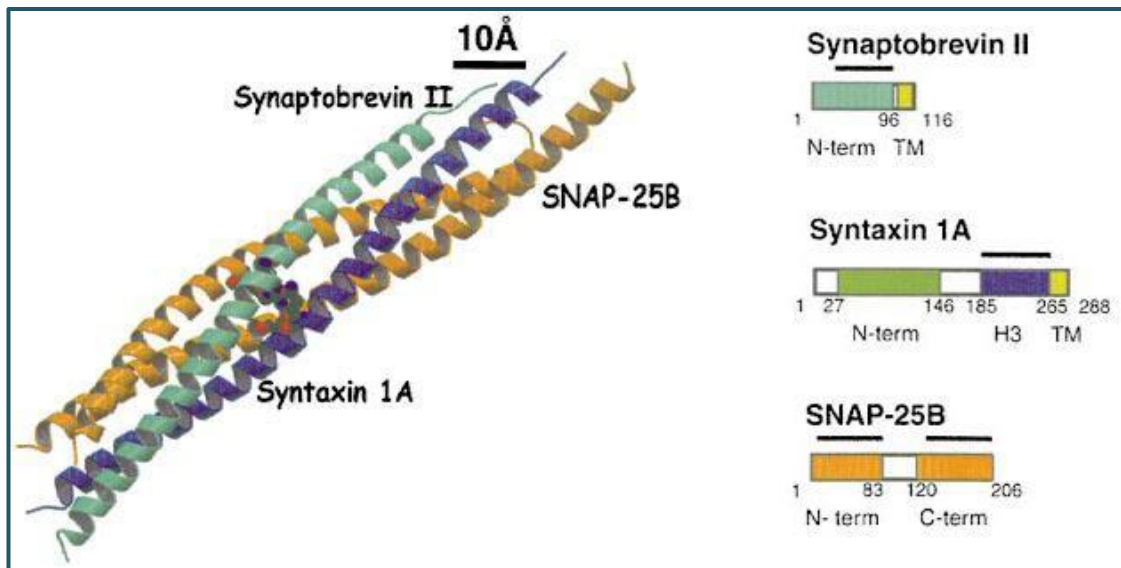 10Å
Synaptobrevin II
SNAP-25B
Syntaxin 1A
Synaptobrevin II
1 96 116
N-term TM
Syntaxin 1A
1 27 146 185 265 288
N-term H3 TM
SNAP-25B
1 83 120 206
N- term C-term